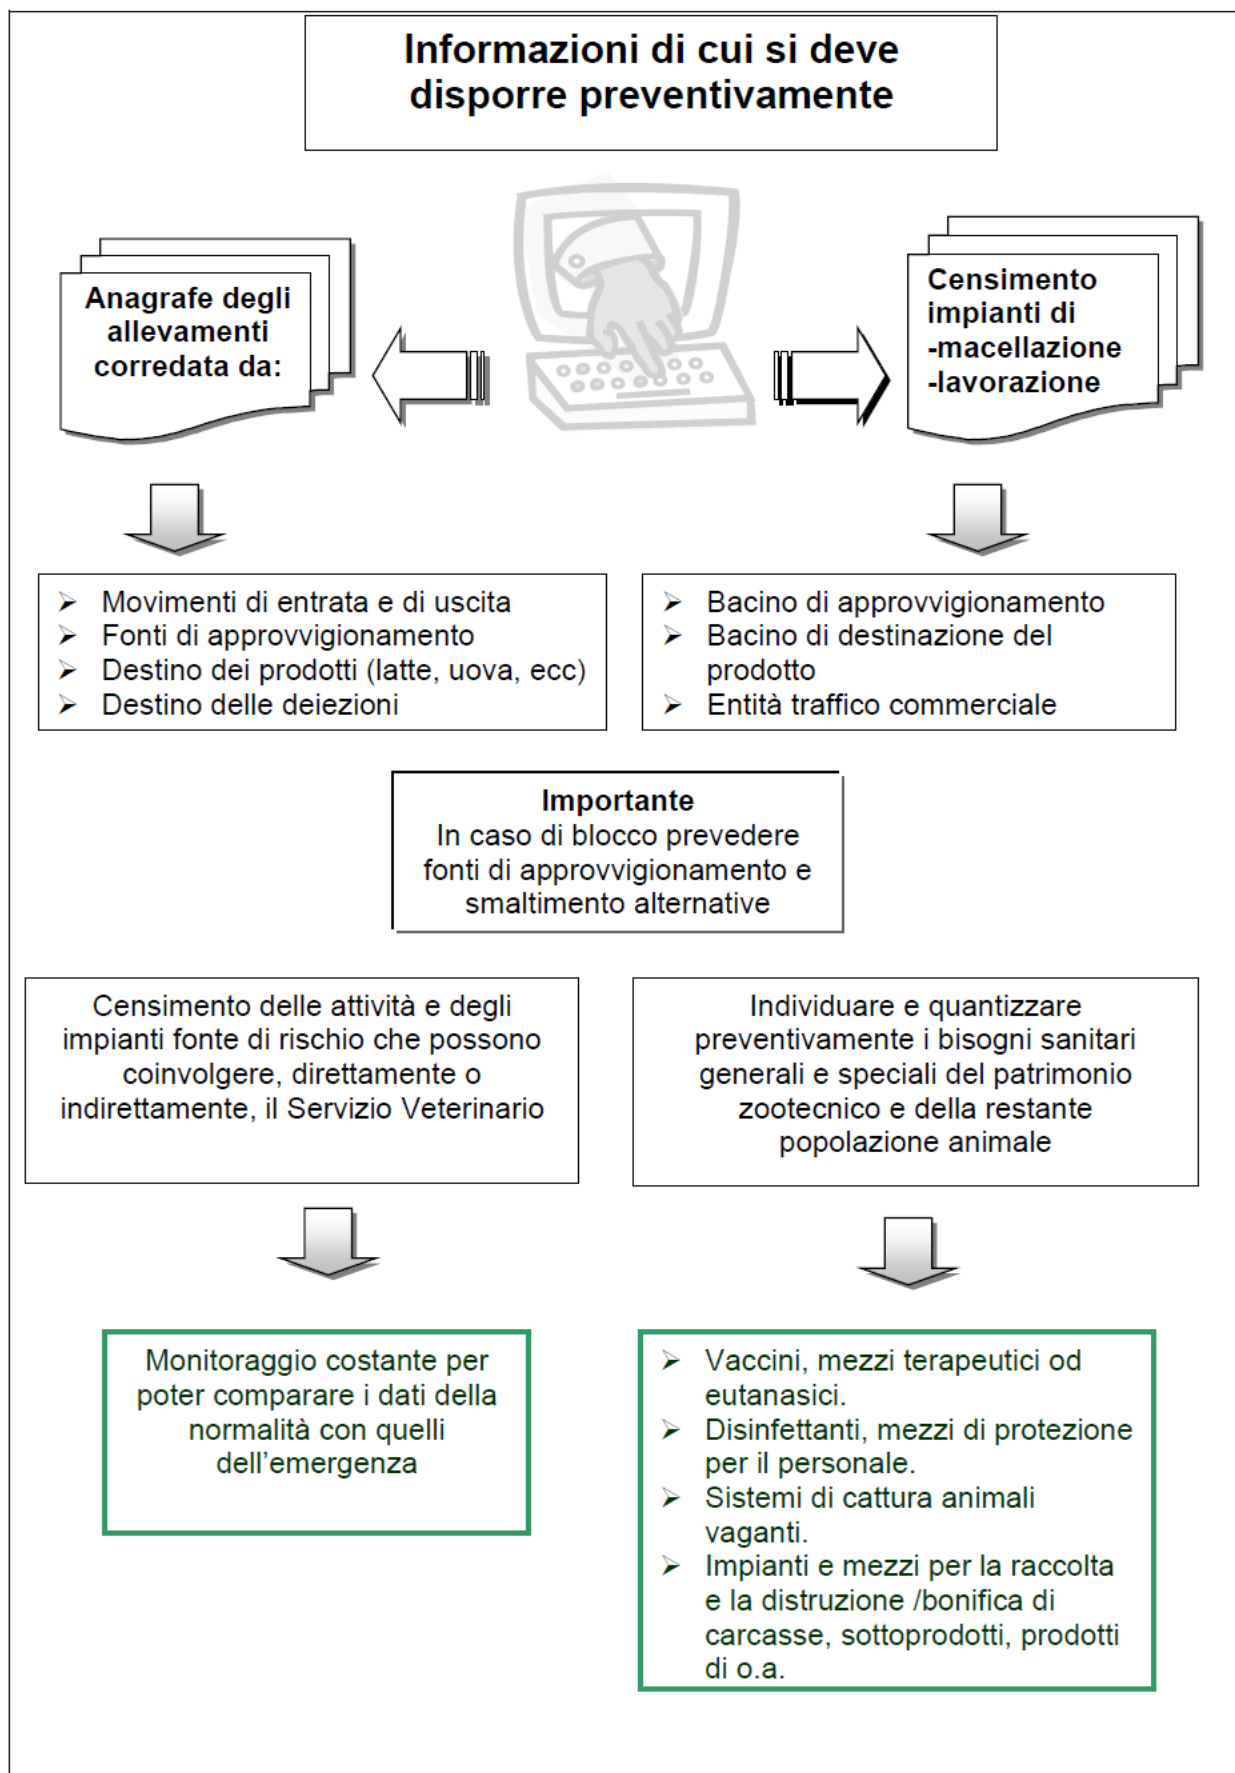 Informazioni di cui si deve
disporre preventivamente
Anagrafe degli
allevamenti
corredata da:
Censimento
impianti di
-macellazione
-lavorazione
➢ Movimenti di entrata e di uscita
➢ Fonti di approvvigionamento
➢ Destino dei prodotti (latte, uova, ecc)
➢ Destino delle deiezioni
➢ Bacino di approvvigionamento
➢ Bacino di destinazione del
prodotto
➢ Entità traffico commerciale
Importante
In caso di blocco prevedere
fonti di approvvigionamento e
smaltimento alternative
Censimento delle attività e degli
impianti fonte di rischio che possono
coinvolgere, direttamente o
indirettamente, il Servizio Veterinario
Individuare e quantizzare
preventivamente i bisogni sanitari
generali e speciali del patrimonio
zootecnico e della restante
popolazione animale
Monitoraggio costante per
poter comparare i dati della
normalità con quelli
dell’emergenza
➢ Vaccini, mezzi terapeutici od
eutanasici.
➢ Disinfettanti, mezzi di protezione
per il personale.
➢ Sistemi di cattura animali
vaganti.
➢ Impianti e mezzi per la raccolta
e la distruzione /bonifica di
carcasse, sottoprodotti, prodotti
di o.a.